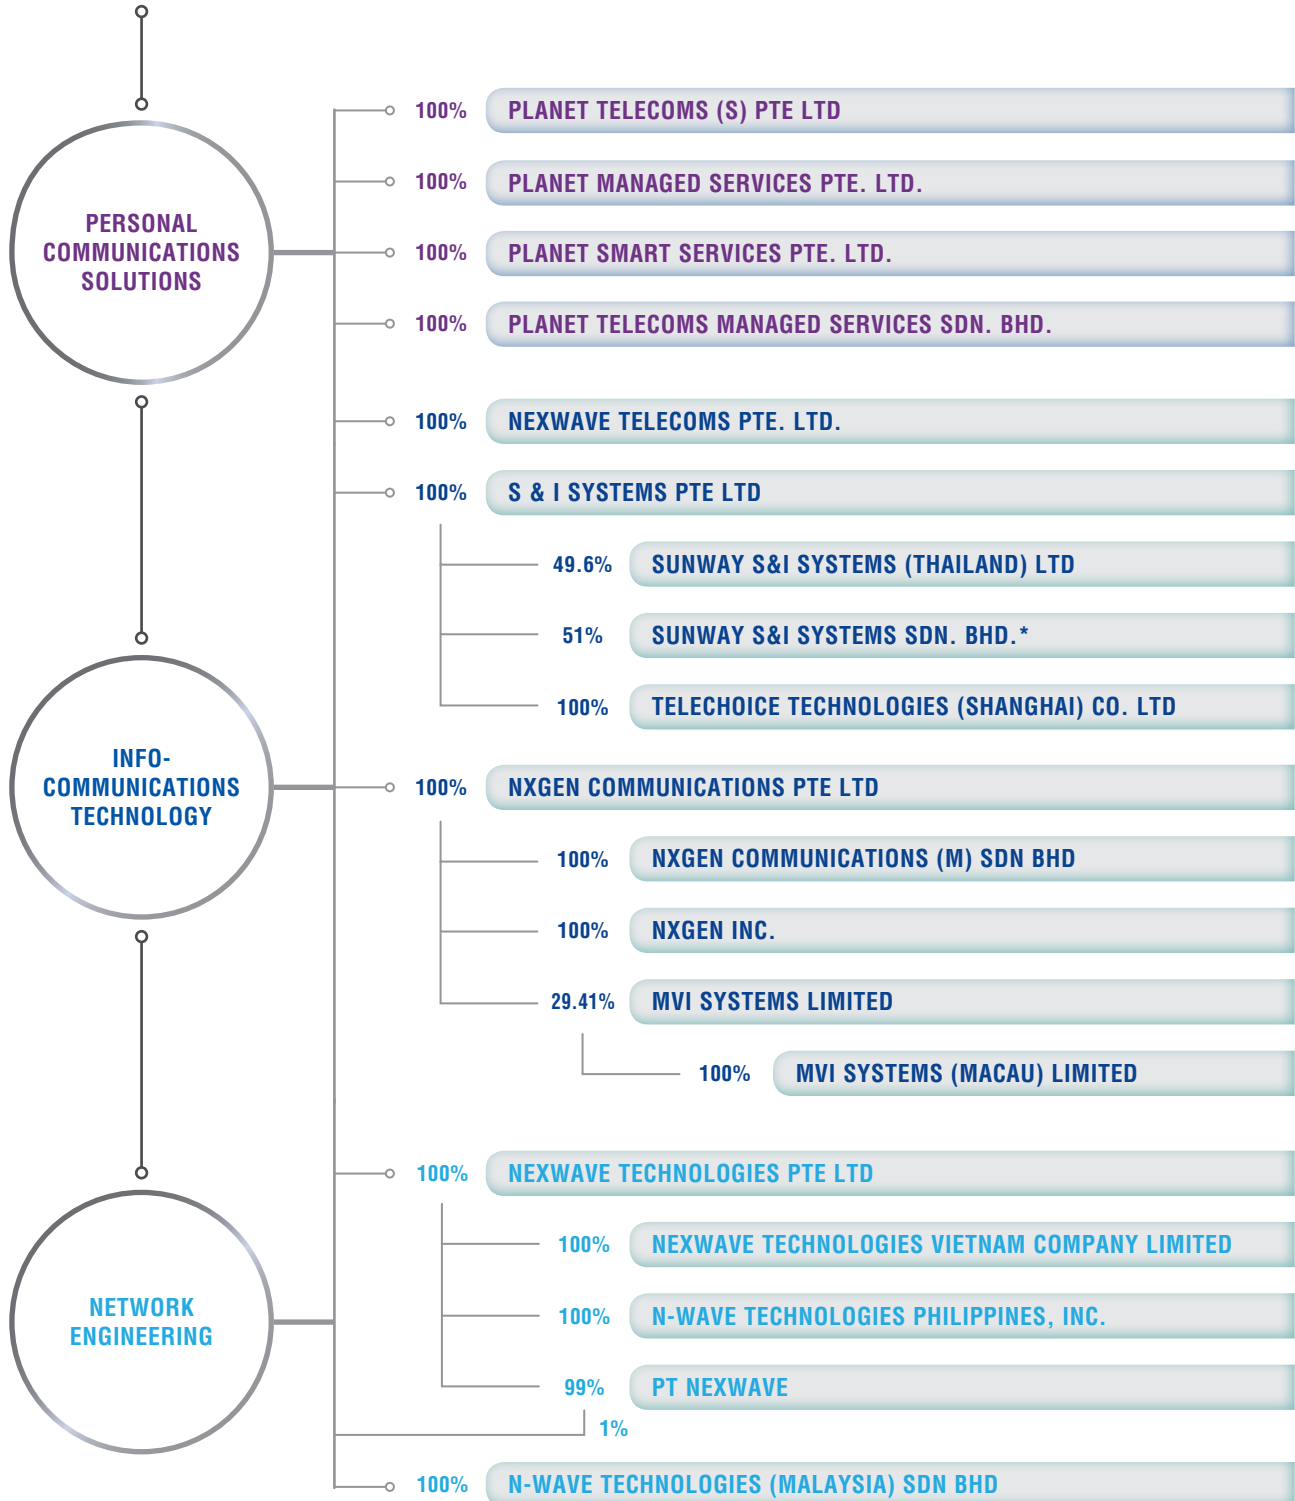 PERSONAL
COMMUNICATIONS
SOLUTIONS
100% PLANET TELECOMS (S) PTE LTD
100% PLANET MANAGED SERVICES PTE. LTD.
100% PLANET SMART SERVICES PTE. LTD.
100% PLANET TELECOMS MANAGED SERVICES SDN. BHD.
INFO-
COMMUNICATIONS
TECHNOLOGY
100% NEXWAVE TELECOMS PTE. LTD.
100% S & I SYSTEMS PTE LTD
49.6% SUNWAY S&I SYSTEMS (THAILAND) LTD
51% SUNWAY S&I SYSTEMS SDN. BHD.*
100% TELECHOICE TECHNOLOGIES (SHANGHAI) CO. LTD
100% NXGEN COMMUNICATIONS PTE LTD
100% NXGEN COMMUNICATIONS (M) SDN BHD
100% NXGEN INC.
29.41% MVI SYSTEMS LIMITED
100% MVI SYSTEMS (MACAU) LIMITED
NETWORK
ENGINEERING
100% NEXWAVE TECHNOLOGIES PTE LTD
100% NEXWAVE TECHNOLOGIES VIETNAM COMPANY LIMITED
100% N-WAVE TECHNOLOGIES PHILIPPINES, INC.
99% PT NEXWAVE
1%
100% N-WAVE TECHNOLOGIES (MALAYSIA) SDN BHD